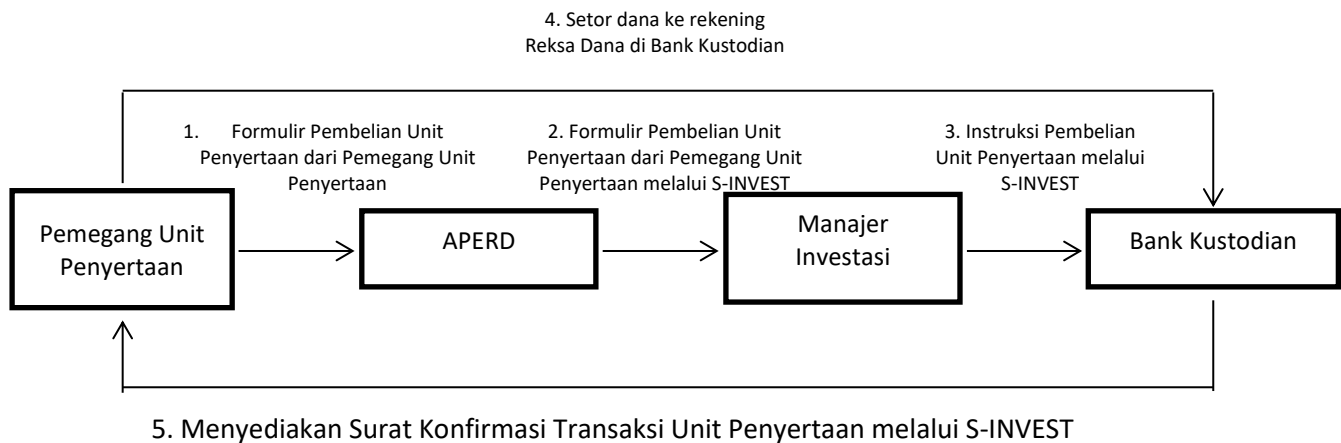 4. Setor dana ke rekening
Reksa Dana di Bank Kustodian
1. Formulir Pembelian Unit
Penyertaan dari Pemegang Unit
Penyertaan
2. Formulir Pembelian Unit
Penyertaan dari Pemegang Unit
Penyertaan melalui S-INVEST
3. Instruksi Pembelian
Unit Penyertaan melalui
S-INVEST
Pemegang Unit
Penyertaan
APERD
Manajer
Investasi
Bank Kustodian
5. Menyediakan Surat Konfirmasi Transaksi Unit Penyertaan melalui S-INVEST